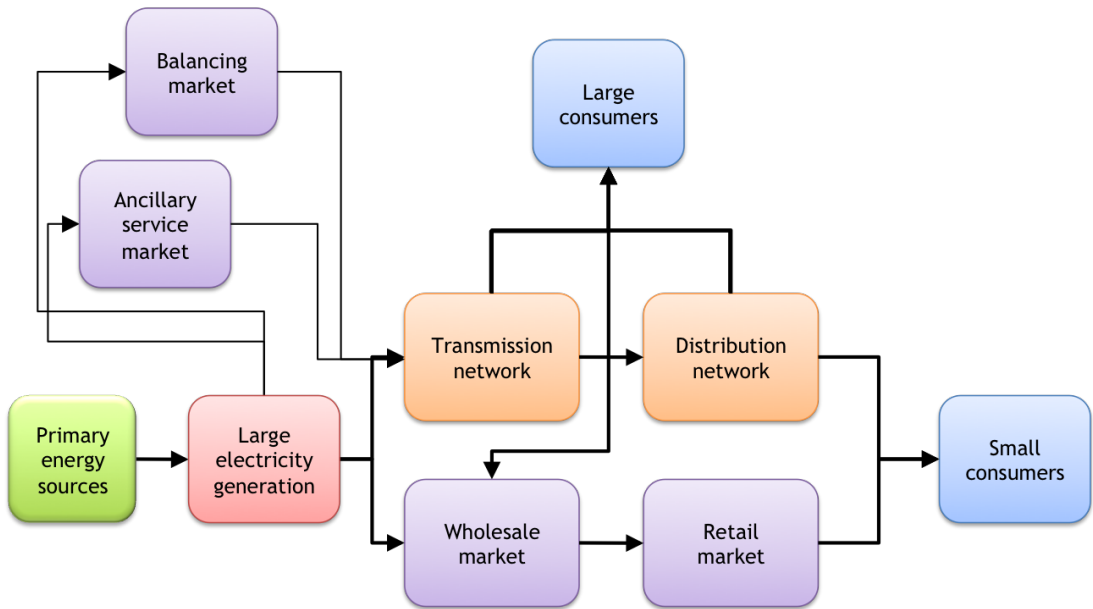 Balancing
market
Large
consumers
Ancillary
service
market
Transmission
network
Distribution
network
Primary
energy
sources
Large
electricity
generation
Small
consumers
Wholesale
market
Retail
market